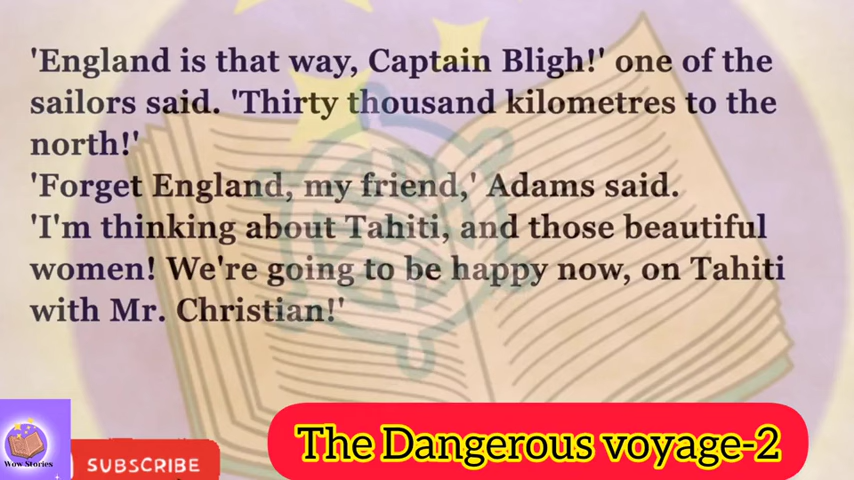 'England is that way, Captain Bligh!' one of the
sailors said. 'Thirty thousand kilometres to the
north!'
'Forget England, my friend,' Adams said.
'I'm thinking about Tahiti, and those beautiful
women! We're going to be happy now, on Tahiti
with Mr. Christian!'
The Dangerous voyage-2
Wow Stories
SUBSCRIBE